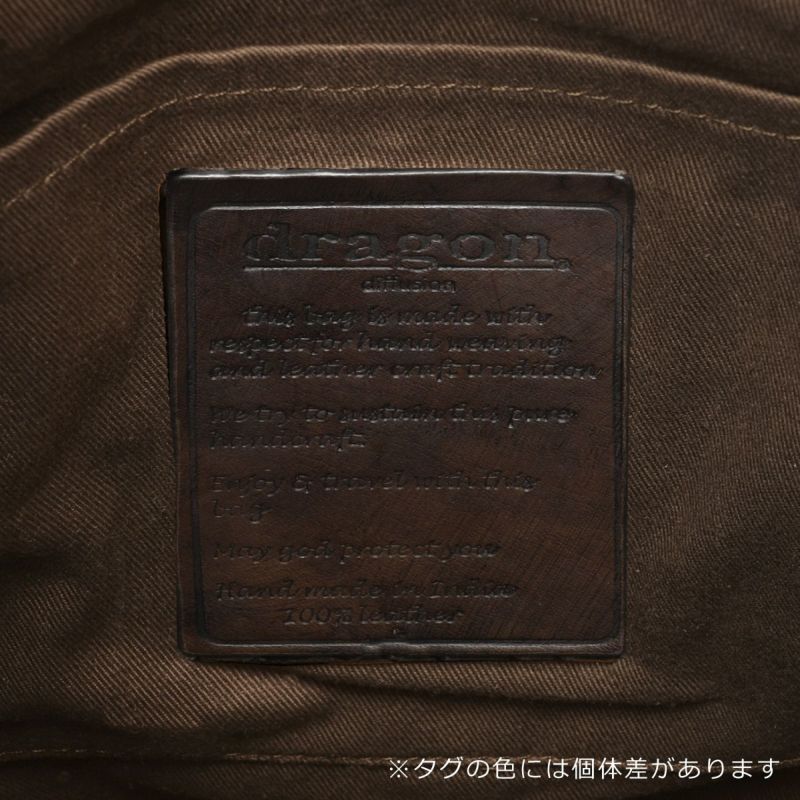 dragon
diffusion
this bag is made with
respect for hand weaving
and leather craft tradition
We try to sustain this pure
handcraft.
Enjoy & travel with this
bag
May god protect you
Hand made in India
100% leather
※タグの色には個体差があります